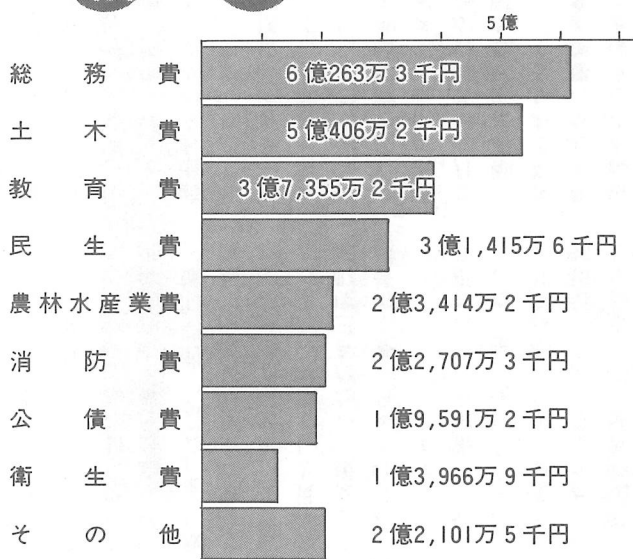 5億
総務費 6億263万3千円
土木費 5億406万2千円
教育費 3億7,355万2千円
民生費 3億1,415万6千円
農林水産業費 2億3,414万2千円
消防費 2億2,707万3千円
公債費 1億9,591万2千円
衛生費 1億3,966万9千円
その他 2億2,101万5千円